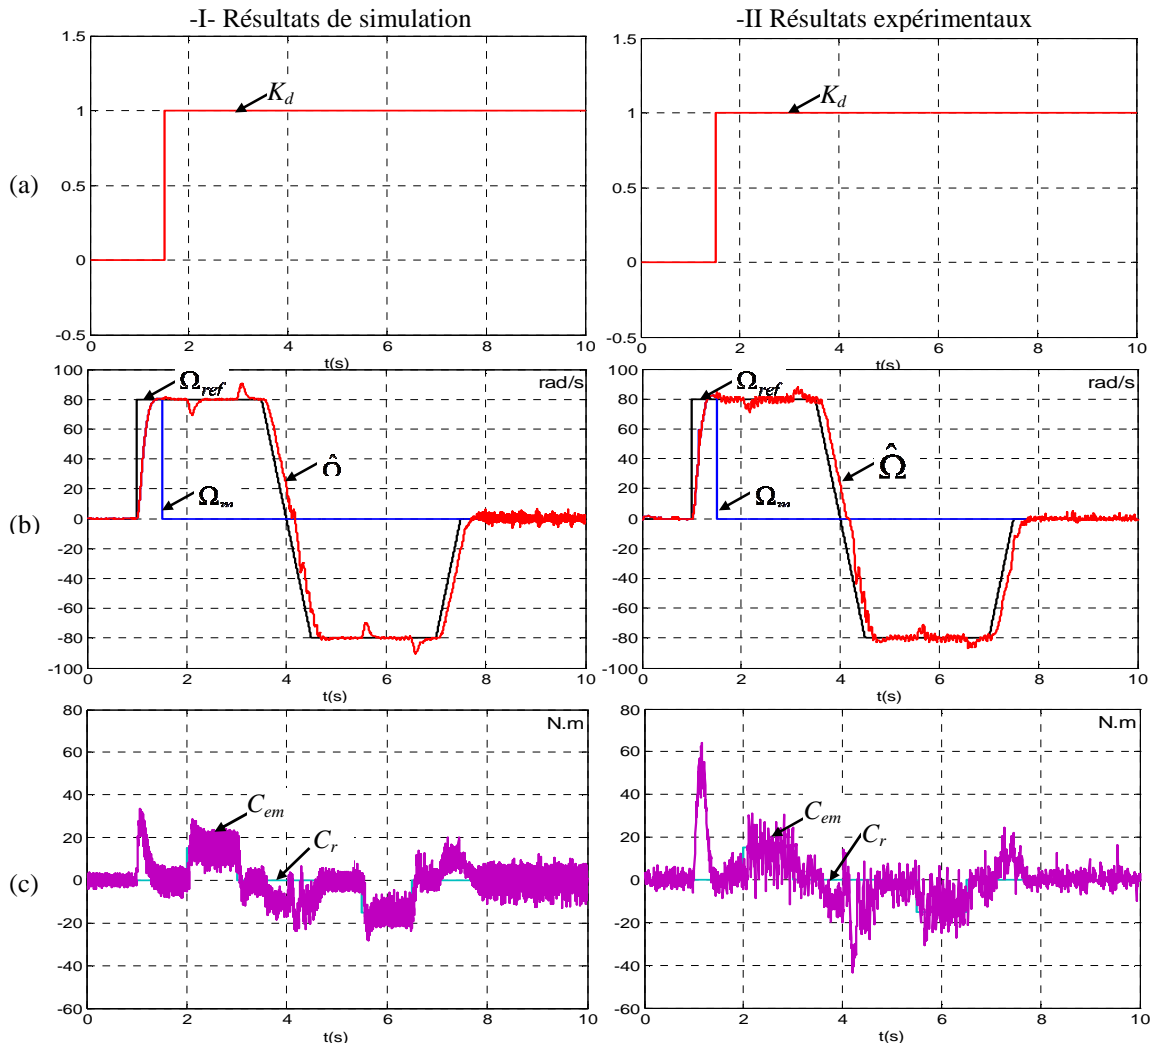 -I- Résultats de simulation
-II Résultats expérimentaux
(a)
1.5
1
0.5
0
-0.5
K_d
0 2 4 6 8 10
t(s)
1.5
1
0.5
0
-0.5
K_d
0 2 4 6 8 10
t(s)
(b)
100
80
60
40
20
0
-20
-40
-60
-80
-100
Ω_ref
rad/s
Ω̂
Ω_m
0 2 4 6 8 10
t(s)
100
80
60
40
20
0
-20
-40
-60
-80
-100
Ω_ref
rad/s
Ω̂
Ω_m
0 2 4 6 8 10
t(s)
(c)
80
60
40
20
0
-20
-40
-60
N.m
C_em
C_r
0 2 4 6 8 10
t(s)
80
60
40
20
0
-20
-40
-60
N.m
C_em
C_r
0 2 4 6 8 10
t(s)